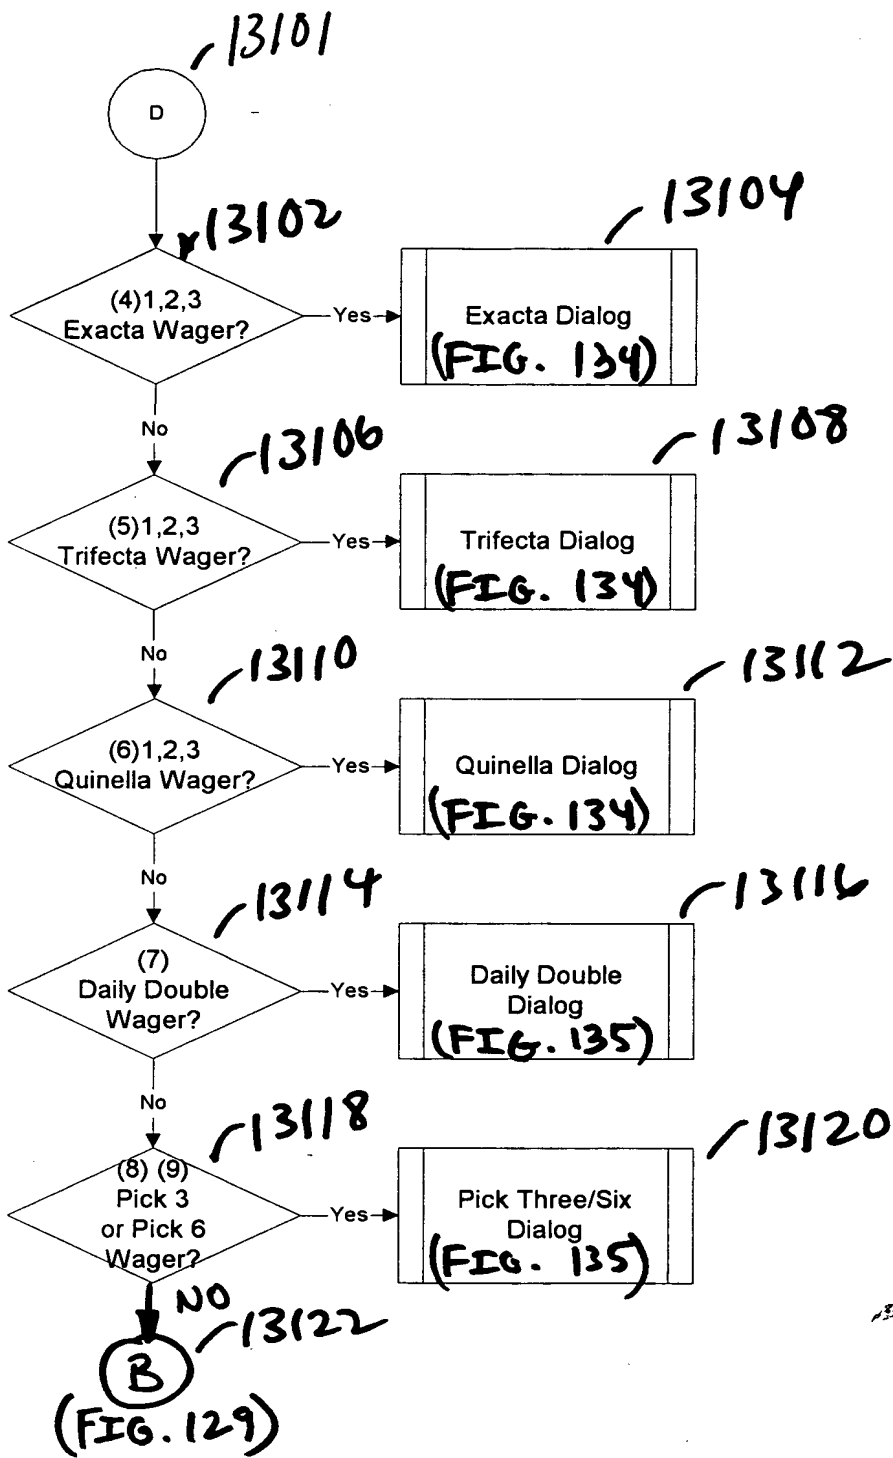 13101
D
13102
13104
(4)1,2,3
Exacta Wager?
Yes
Exacta Dialog
(FIG. 134)
No
13106
13108
(5)1,2,3
Trifecta Wager?
Yes
Trifecta Dialog
(FIG. 134)
No
13110
13112
(6)1,2,3
Quinella Wager?
Yes
Quinella Dialog
(FIG. 134)
No
13114
13116
(7)
Daily Double
Wager?
Yes
Daily Double
Dialog
(FIG. 135)
No
13118
13120
(8) (9)
Pick 3
or Pick 6
Wager?
Yes
Pick Three/Six
Dialog
(FIG. 135)
NO
13122
B
(FIG. 129)